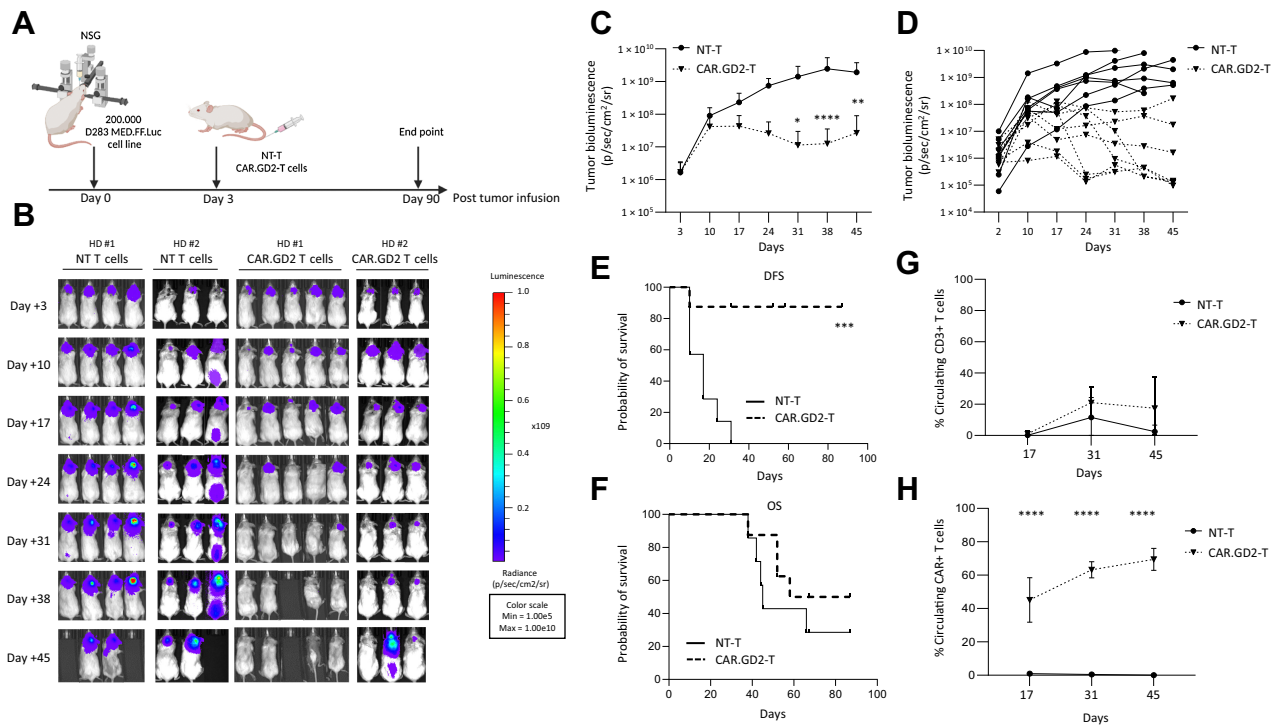 A
NSG
200.000
D283 MED.FF.Luc
cell line
NT-T
CAR.GD2-T cells
End point
Day 0
Day 3
Day 90
Post tumor infusion
B
HD #1
NT T cells
HD #2
NT T cells
HD #1
CAR.GD2 T cells
HD #2
CAR.GD2 T cells
Day +3
Day +10
Day +17
Day +24
Day +31
Day +38
Day +45
Luminescence
1.0
0.8
0.6
x109
0.4
0.2
Radiance
(p/sec/cm2/sr)
Color scale
Min = 1.00e5
Max = 1.00e10
C
Tumor bioluminescence
(p/sec/cm²/sr)
1 × 10¹⁰
1 × 10⁹
1 × 10⁸
1 × 10⁷
1 × 10⁶
1 × 10⁵
NT-T
CAR.GD2-T
*
****
**
3 10 17 24 31 38 45
Days
D
Tumor bioluminescence
(p/sec/cm²/sr)
1 × 10¹⁰
1 × 10⁹
1 × 10⁸
1 × 10⁷
1 × 10⁶
1 × 10⁵
1 × 10⁴
NT-T
CAR.GD2-T
2 10 17 24 31 38 45
Days
E
DFS
Probability of survival
100
80
60
40
20
0
***
NT-T
CAR.GD2-T
0 20 40 60 80 100
Days
F
OS
Probability of survival
100
80
60
40
20
0
NT-T
CAR.GD2-T
0 20 40 60 80 100
Days
G
% Circulating CD3+ T cells
100
80
60
40
20
0
NT-T
CAR.GD2-T
17 31 45
Days
H
% Circulating CAR+ T cells
100
80
60
40
20
0
**** **** ****
NT-T
CAR.GD2-T
17 31 45
Days